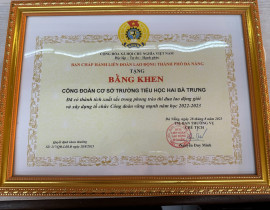 CỘNG HÒA XÃ HỘI CHỦ NGHĨA VIỆT NAM
Độc lập - Tự do - Hạnh phúc
BAN CHẤP HÀNH LIÊN ĐOÀN LAO ĐỘNG THÀNH PHỐ ĐÀ NẴNG
TẶNG
BẰNG KHEN
CÔNG ĐOÀN CƠ SỞ TRƯỜNG TIỂU HỌC HAI BÀ TRƯNG
Đã có thành tích xuất sắc trong phong trào thi đua lao động giỏi
và xây dựng tổ chức Công đoàn vững mạnh năm học 2022-2023
TM BAN THƯỜNG VỤ
CHỦ TỊCH
Nguyễn Duy Minh